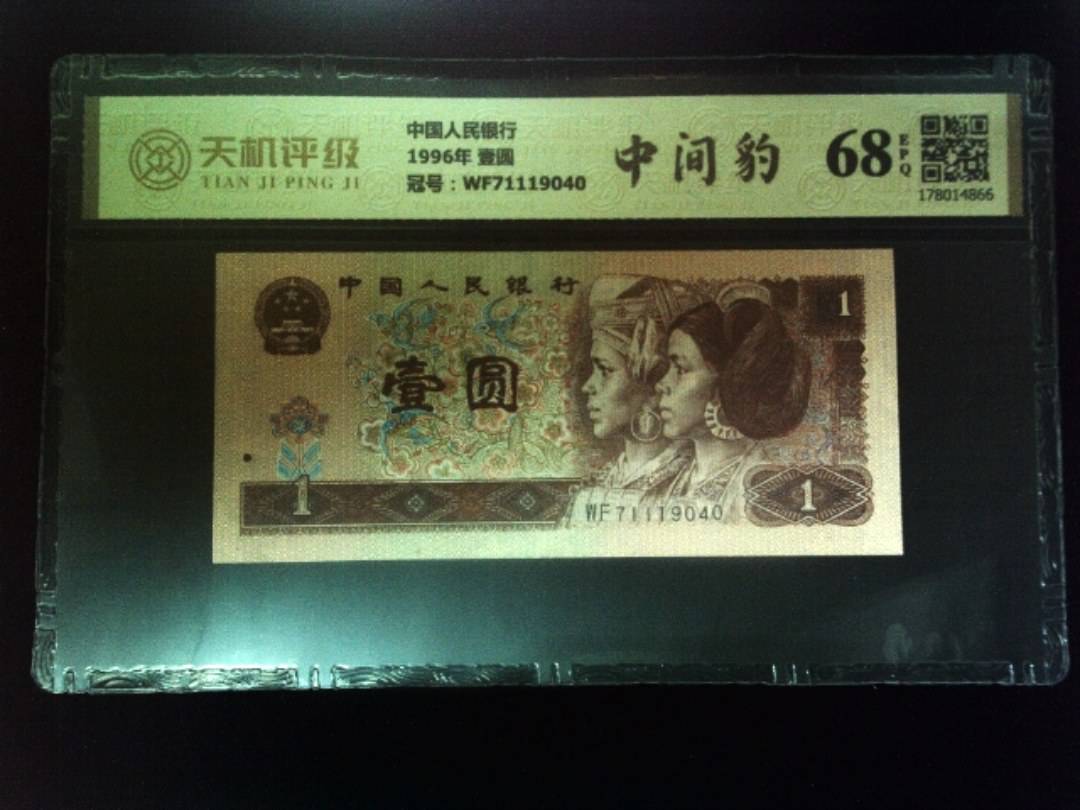 天机评级
TIAN JI PING JI
中国人民银行
1996年 壹圆
冠号：WF71119040
中间豹
68
EPQ
178014866
中国人民银行
1
壹圆
1
WF71119040
1